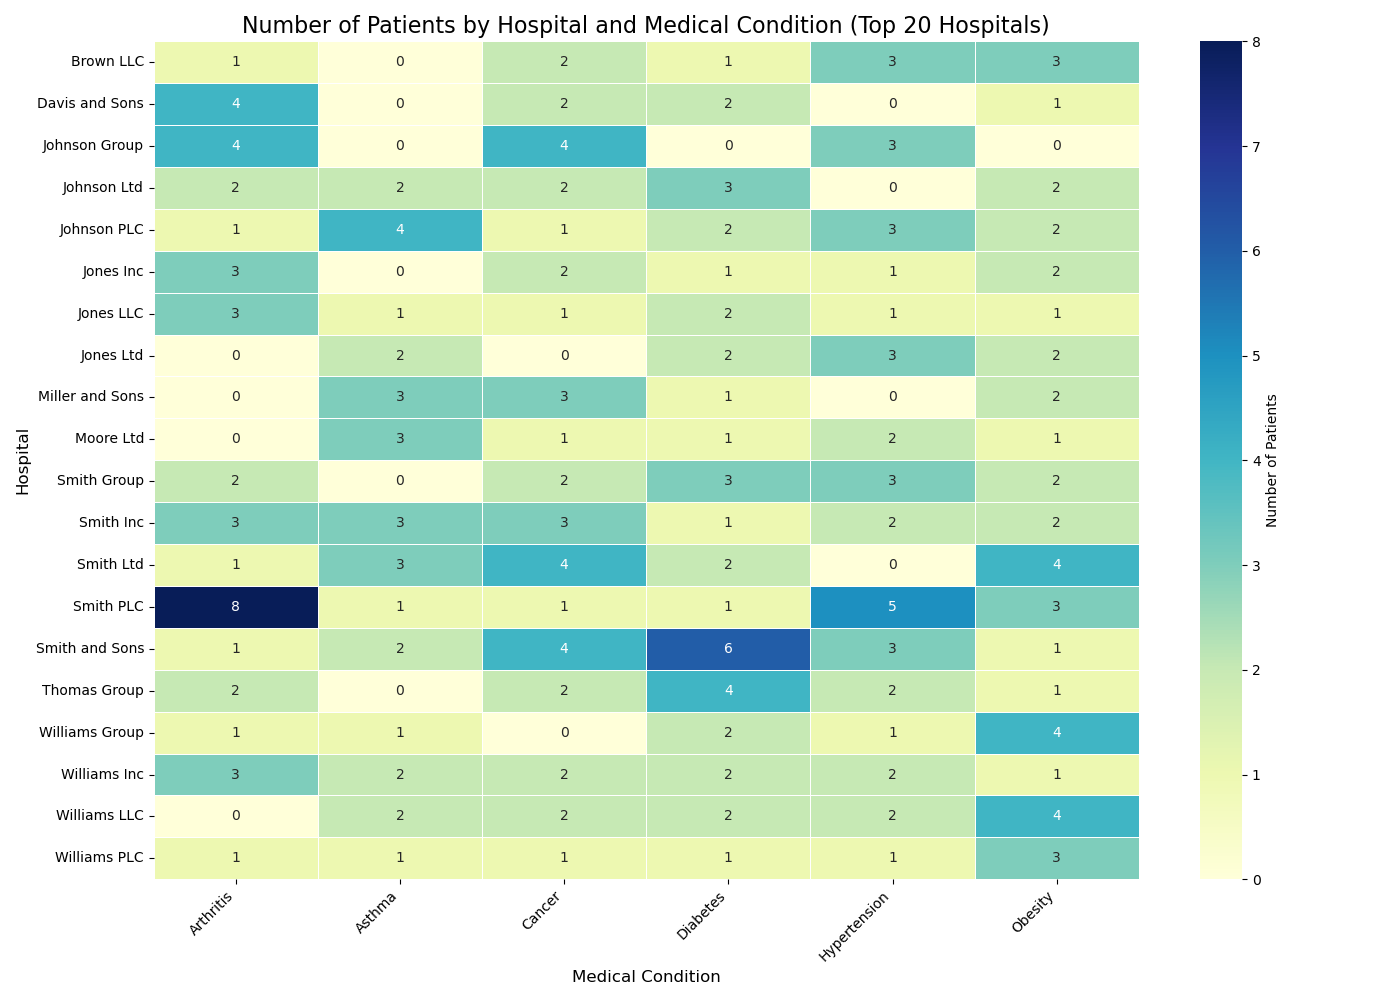 Number of Patients by Hospital and Medical Condition (Top 20 Hospitals)
Hospital
Brown LLC 1 0 2 1 3 3
Davis and Sons 4 0 2 2 0 1
Johnson Group 4 0 4 0 3 0
Johnson Ltd 2 2 2 3 0 2
Johnson PLC 1 4 1 2 3 2
Jones Inc 3 0 2 1 1 2
Jones LLC 3 1 1 2 1 1
Jones Ltd 0 2 0 2 3 2
Miller and Sons 0 3 3 1 0 2
Moore Ltd 0 3 1 1 2 1
Smith Group 2 0 2 3 3 2
Smith Inc 3 3 3 1 2 2
Smith Ltd 1 3 4 2 0 4
Smith PLC 8 1 1 1 5 3
Smith and Sons 1 2 4 6 3 1
Thomas Group 2 0 2 4 2 1
Williams Group 1 1 0 2 1 4
Williams Inc 3 2 2 2 2 1
Williams LLC 0 2 2 2 2 4
Williams PLC 1 1 1 1 1 3
Arthritis Asthma Cancer Diabetes Hypertension Obesity
Medical Condition
8
7
6
5
4
3
2
1
0
Number of Patients